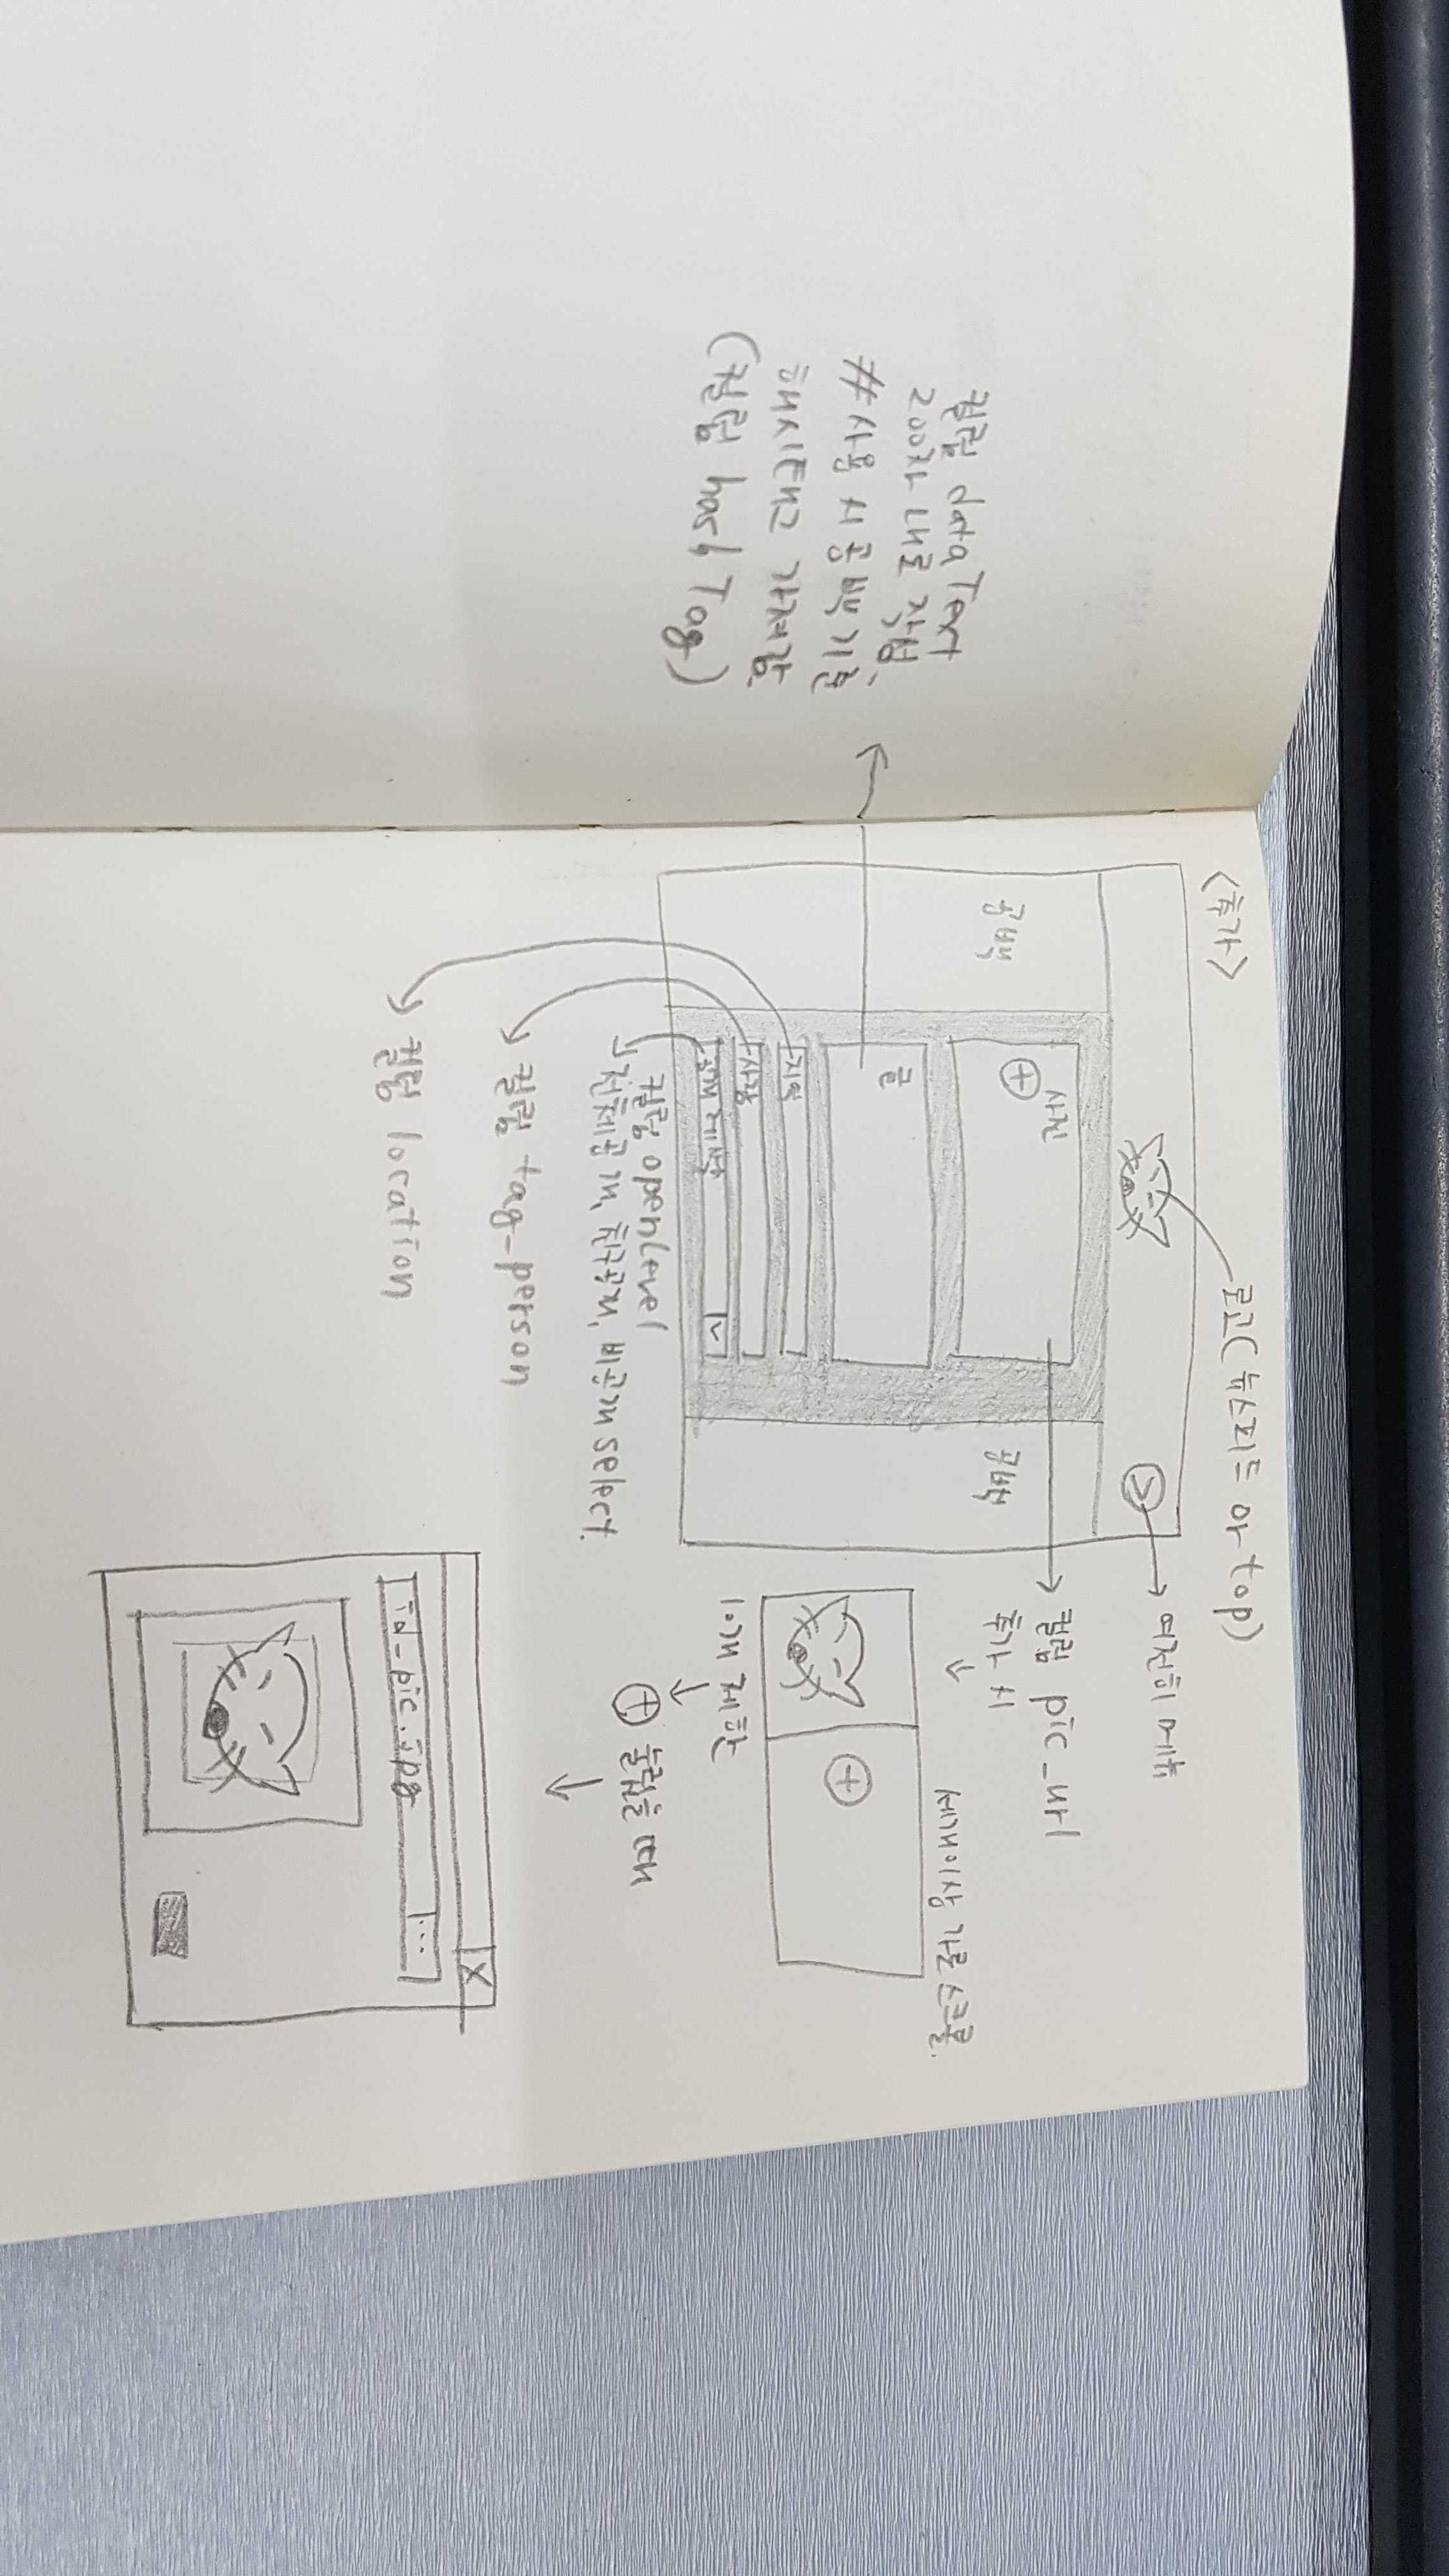 컬럼 dataText
200자 내로 작성.
#사용 시 공백 기준
해시태그 가져감.
(컬럼 hash Tag)
<추가>
로고(뉴스피드 or top)
여전히 메뉴
사진
컬럼 pic_url
추가 시
공백
공백
세개이상 가로 스크롤.
글
지역
사람
공개
10개 제한
눌렸을 때
컬럼 openLevel
전체공개, 친구공개, 비공개 select.
컬럼 tag_person
컬럼 location
X
id_pic.jpg
...